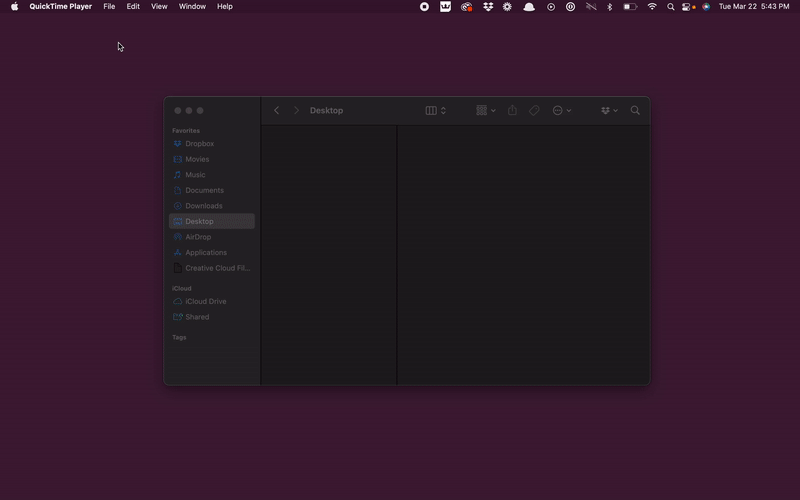 QuickTime Player File Edit View Window Help Tue Mar 22 5:43 PM
Desktop
Favorites
Dropbox
Movies
Music
Documents
Downloads
Desktop
AirDrop
Applications
Creative Cloud Fil...
iCloud
iCloud Drive
Shared
Tags